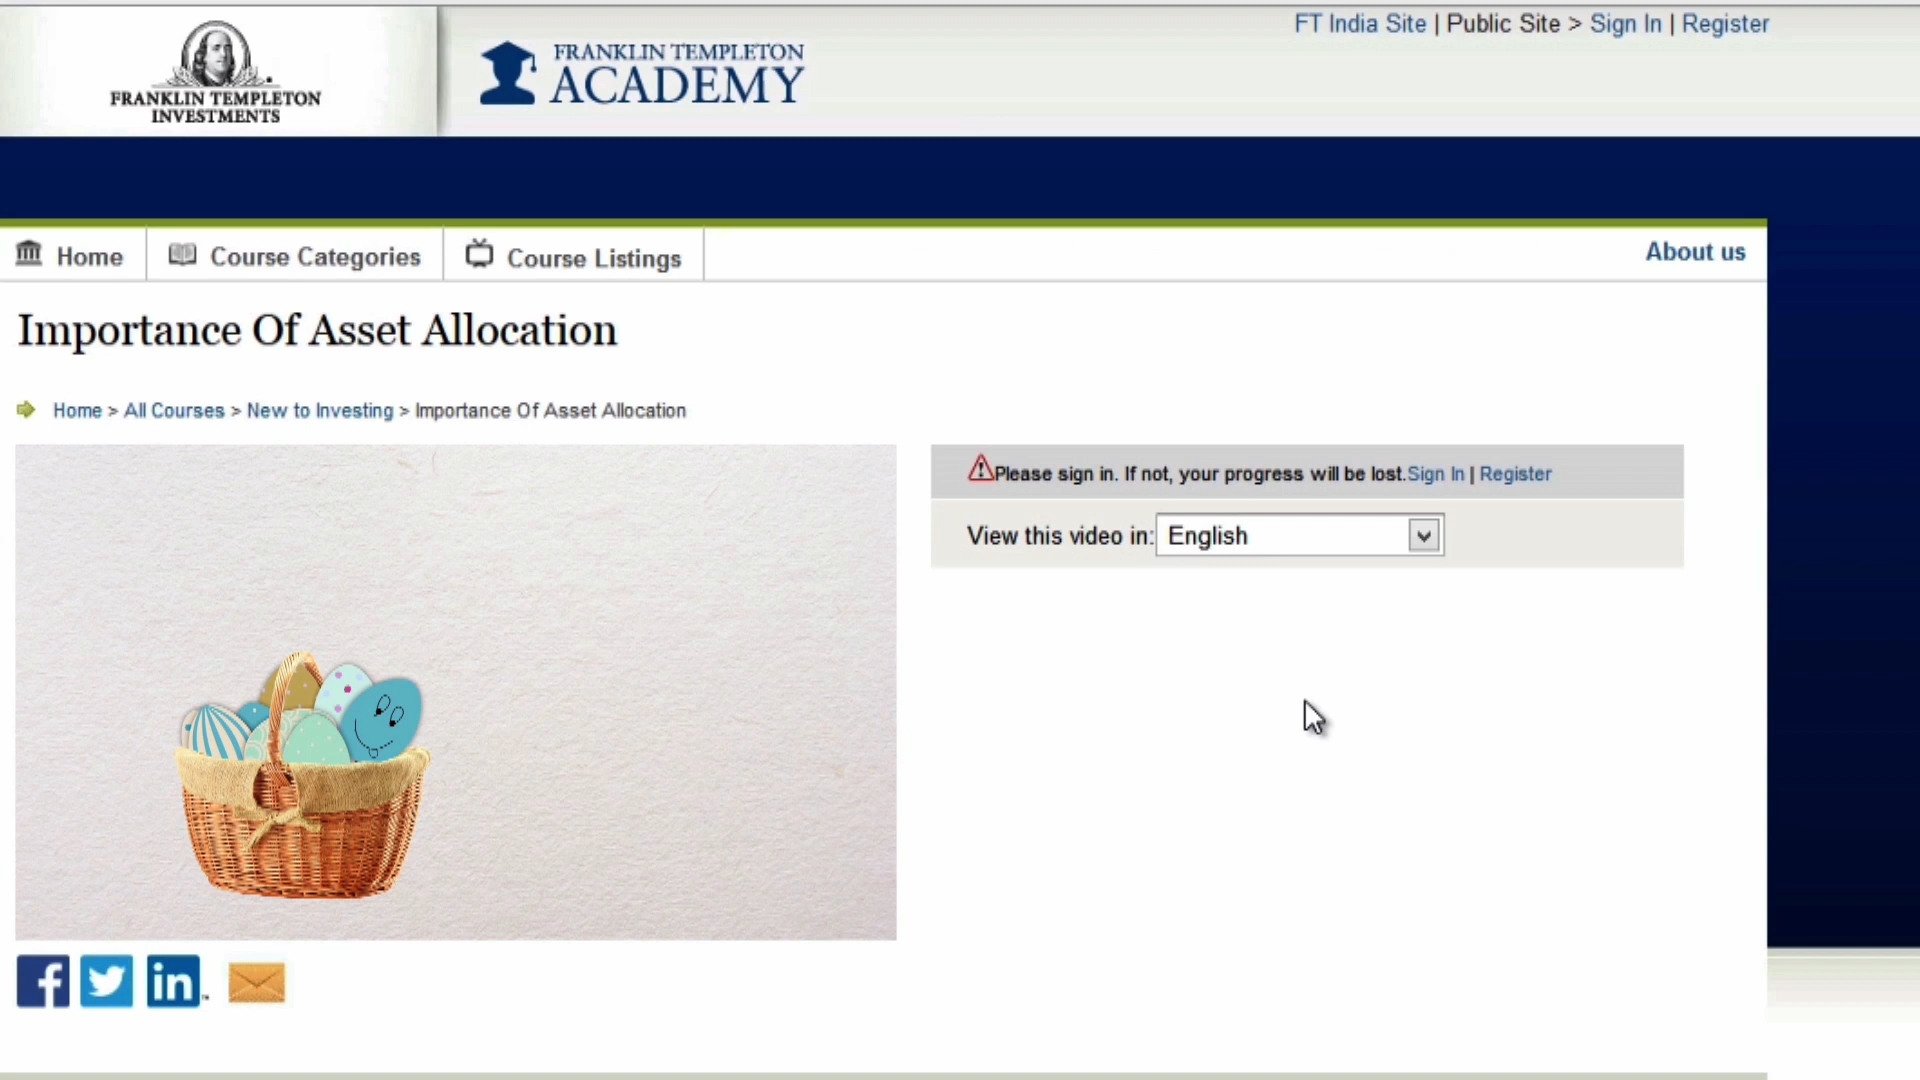 FT India Site | Public Site > Sign In | Register
FRANKLIN TEMPLETON
INVESTMENTS
FRANKLIN TEMPLETON
ACADEMY
Home
Course Categories
Course Listings
About us
Importance Of Asset Allocation
Home > All Courses > New to Investing > Importance Of Asset Allocation
Please sign in. If not, your progress will be lost.Sign In | Register
View this video in: English
f
in